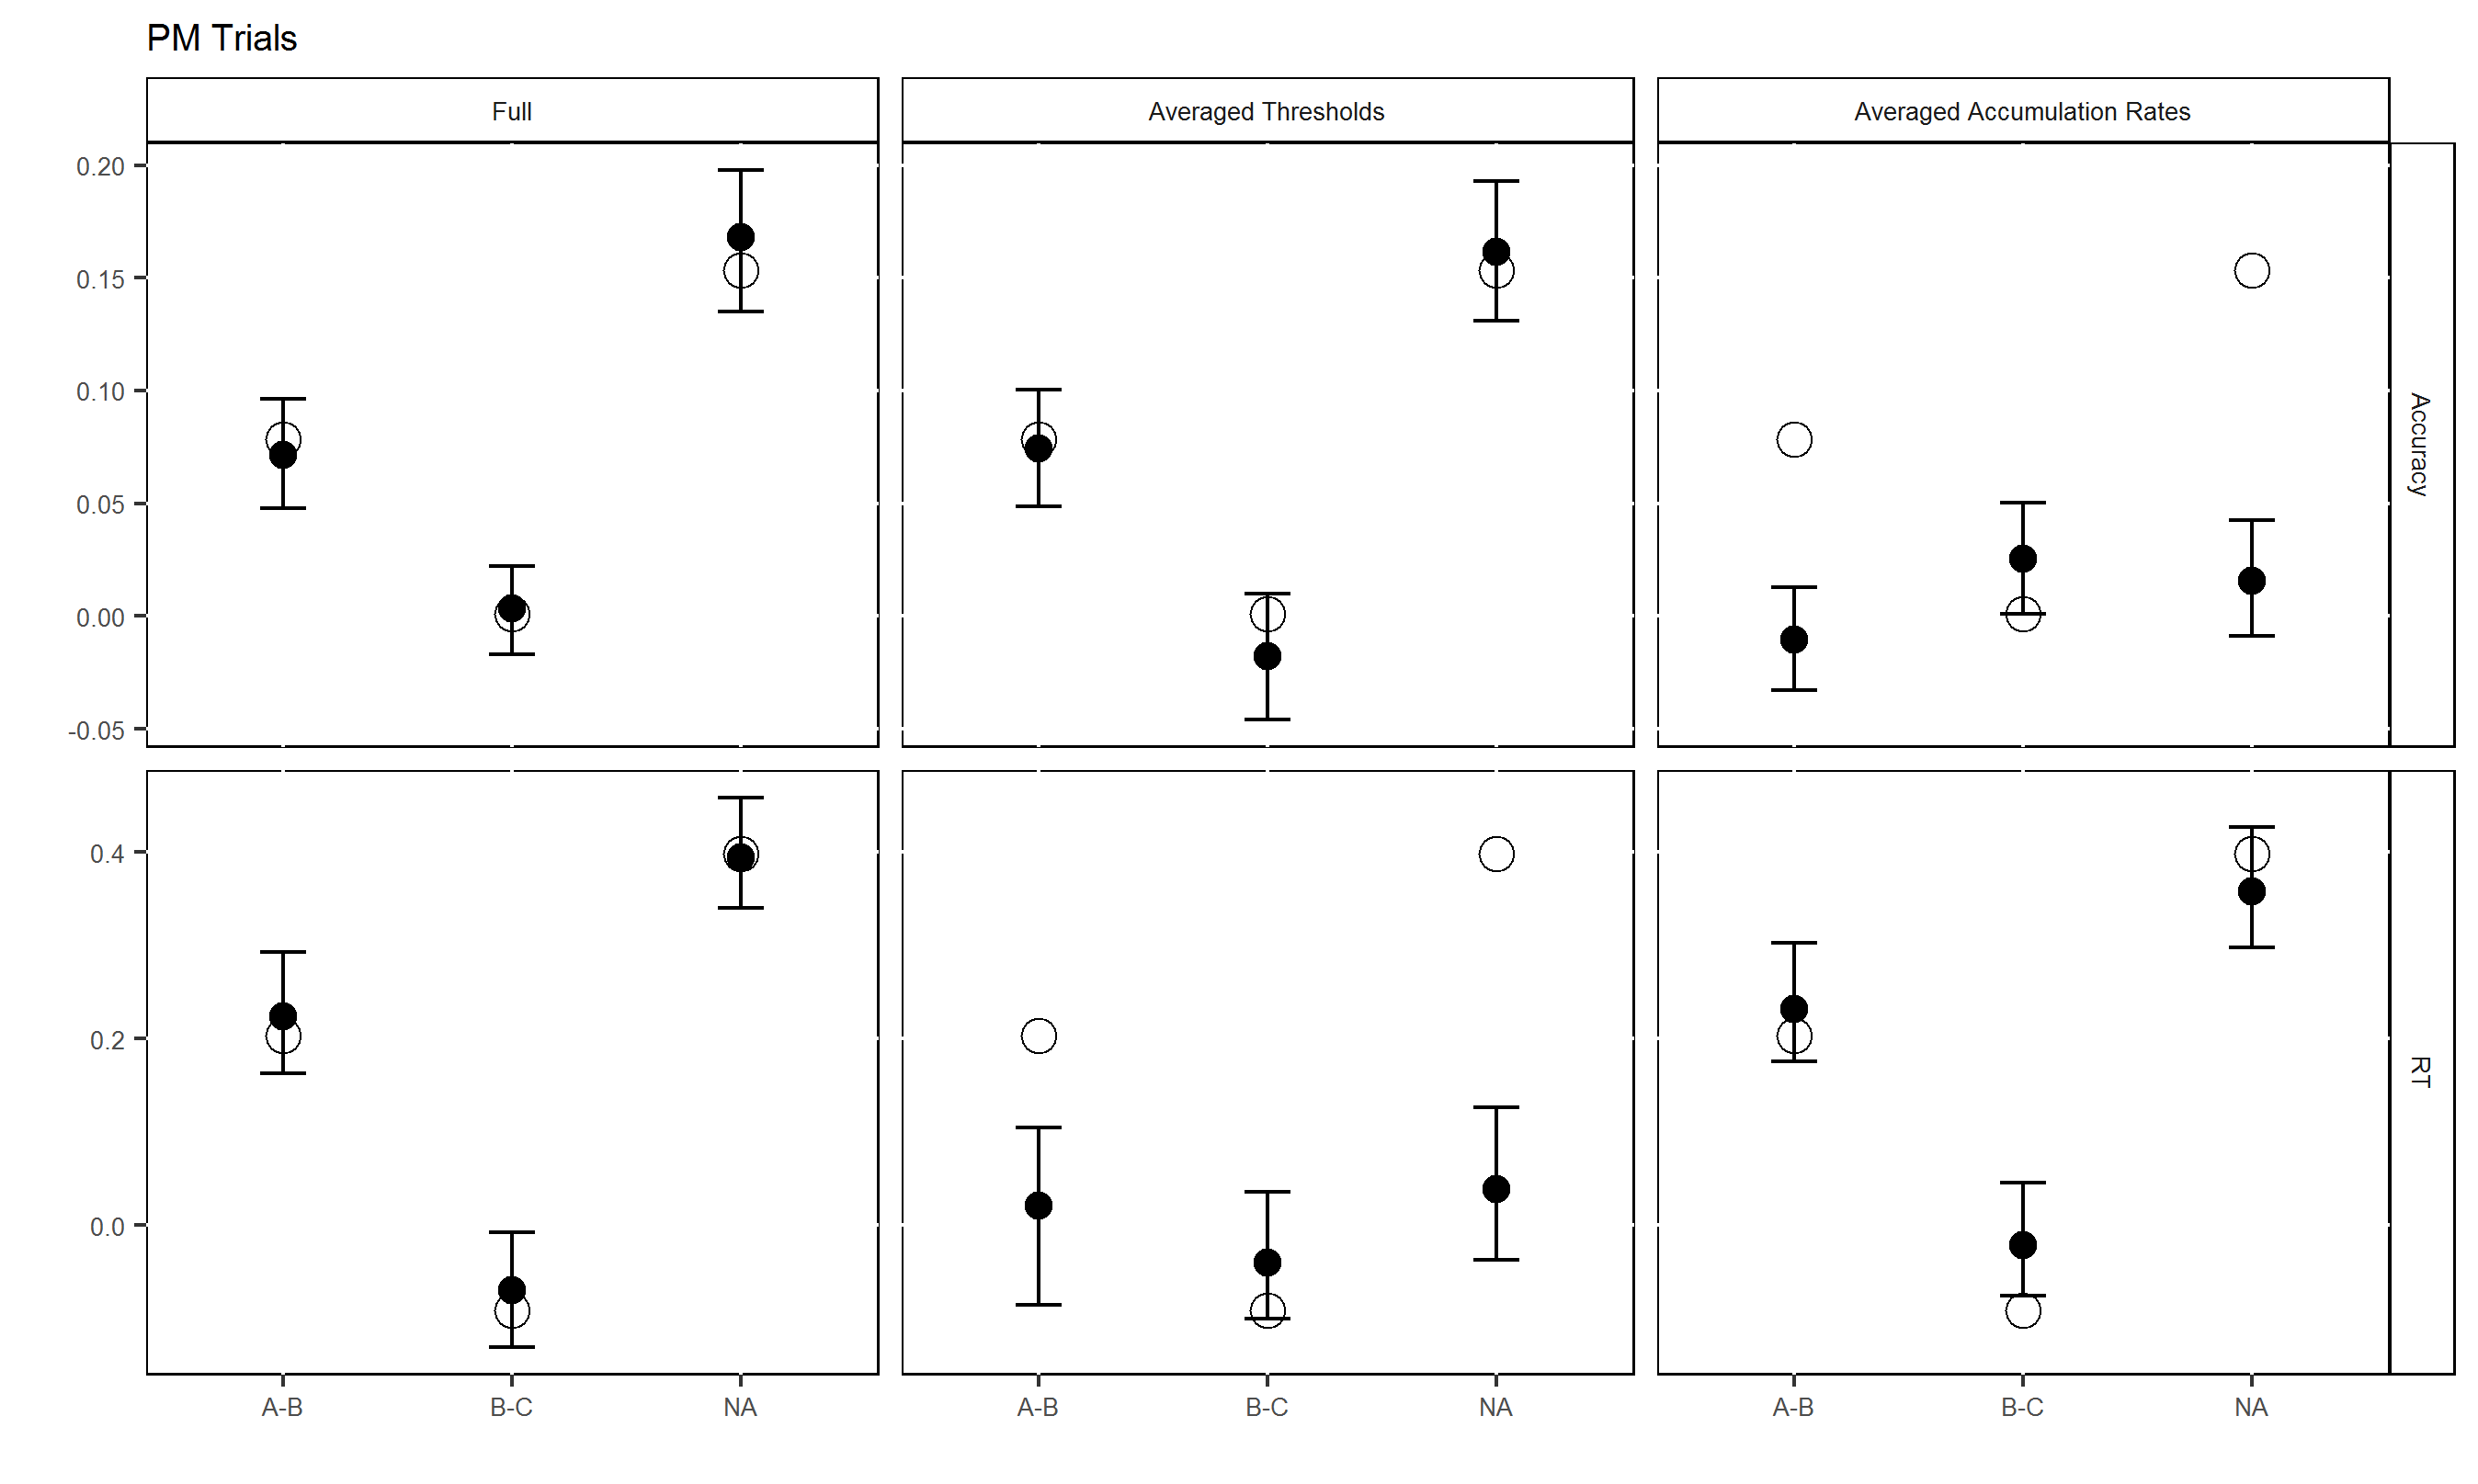 PM Trials
Full
Averaged Thresholds
Averaged Accumulation Rates
0.20
0.15
0.10
0.05
0.00
-0.05
Accuracy
0.4
0.2
0.0
RT
A-B
B-C
NA
A-B
B-C
NA
A-B
B-C
NA